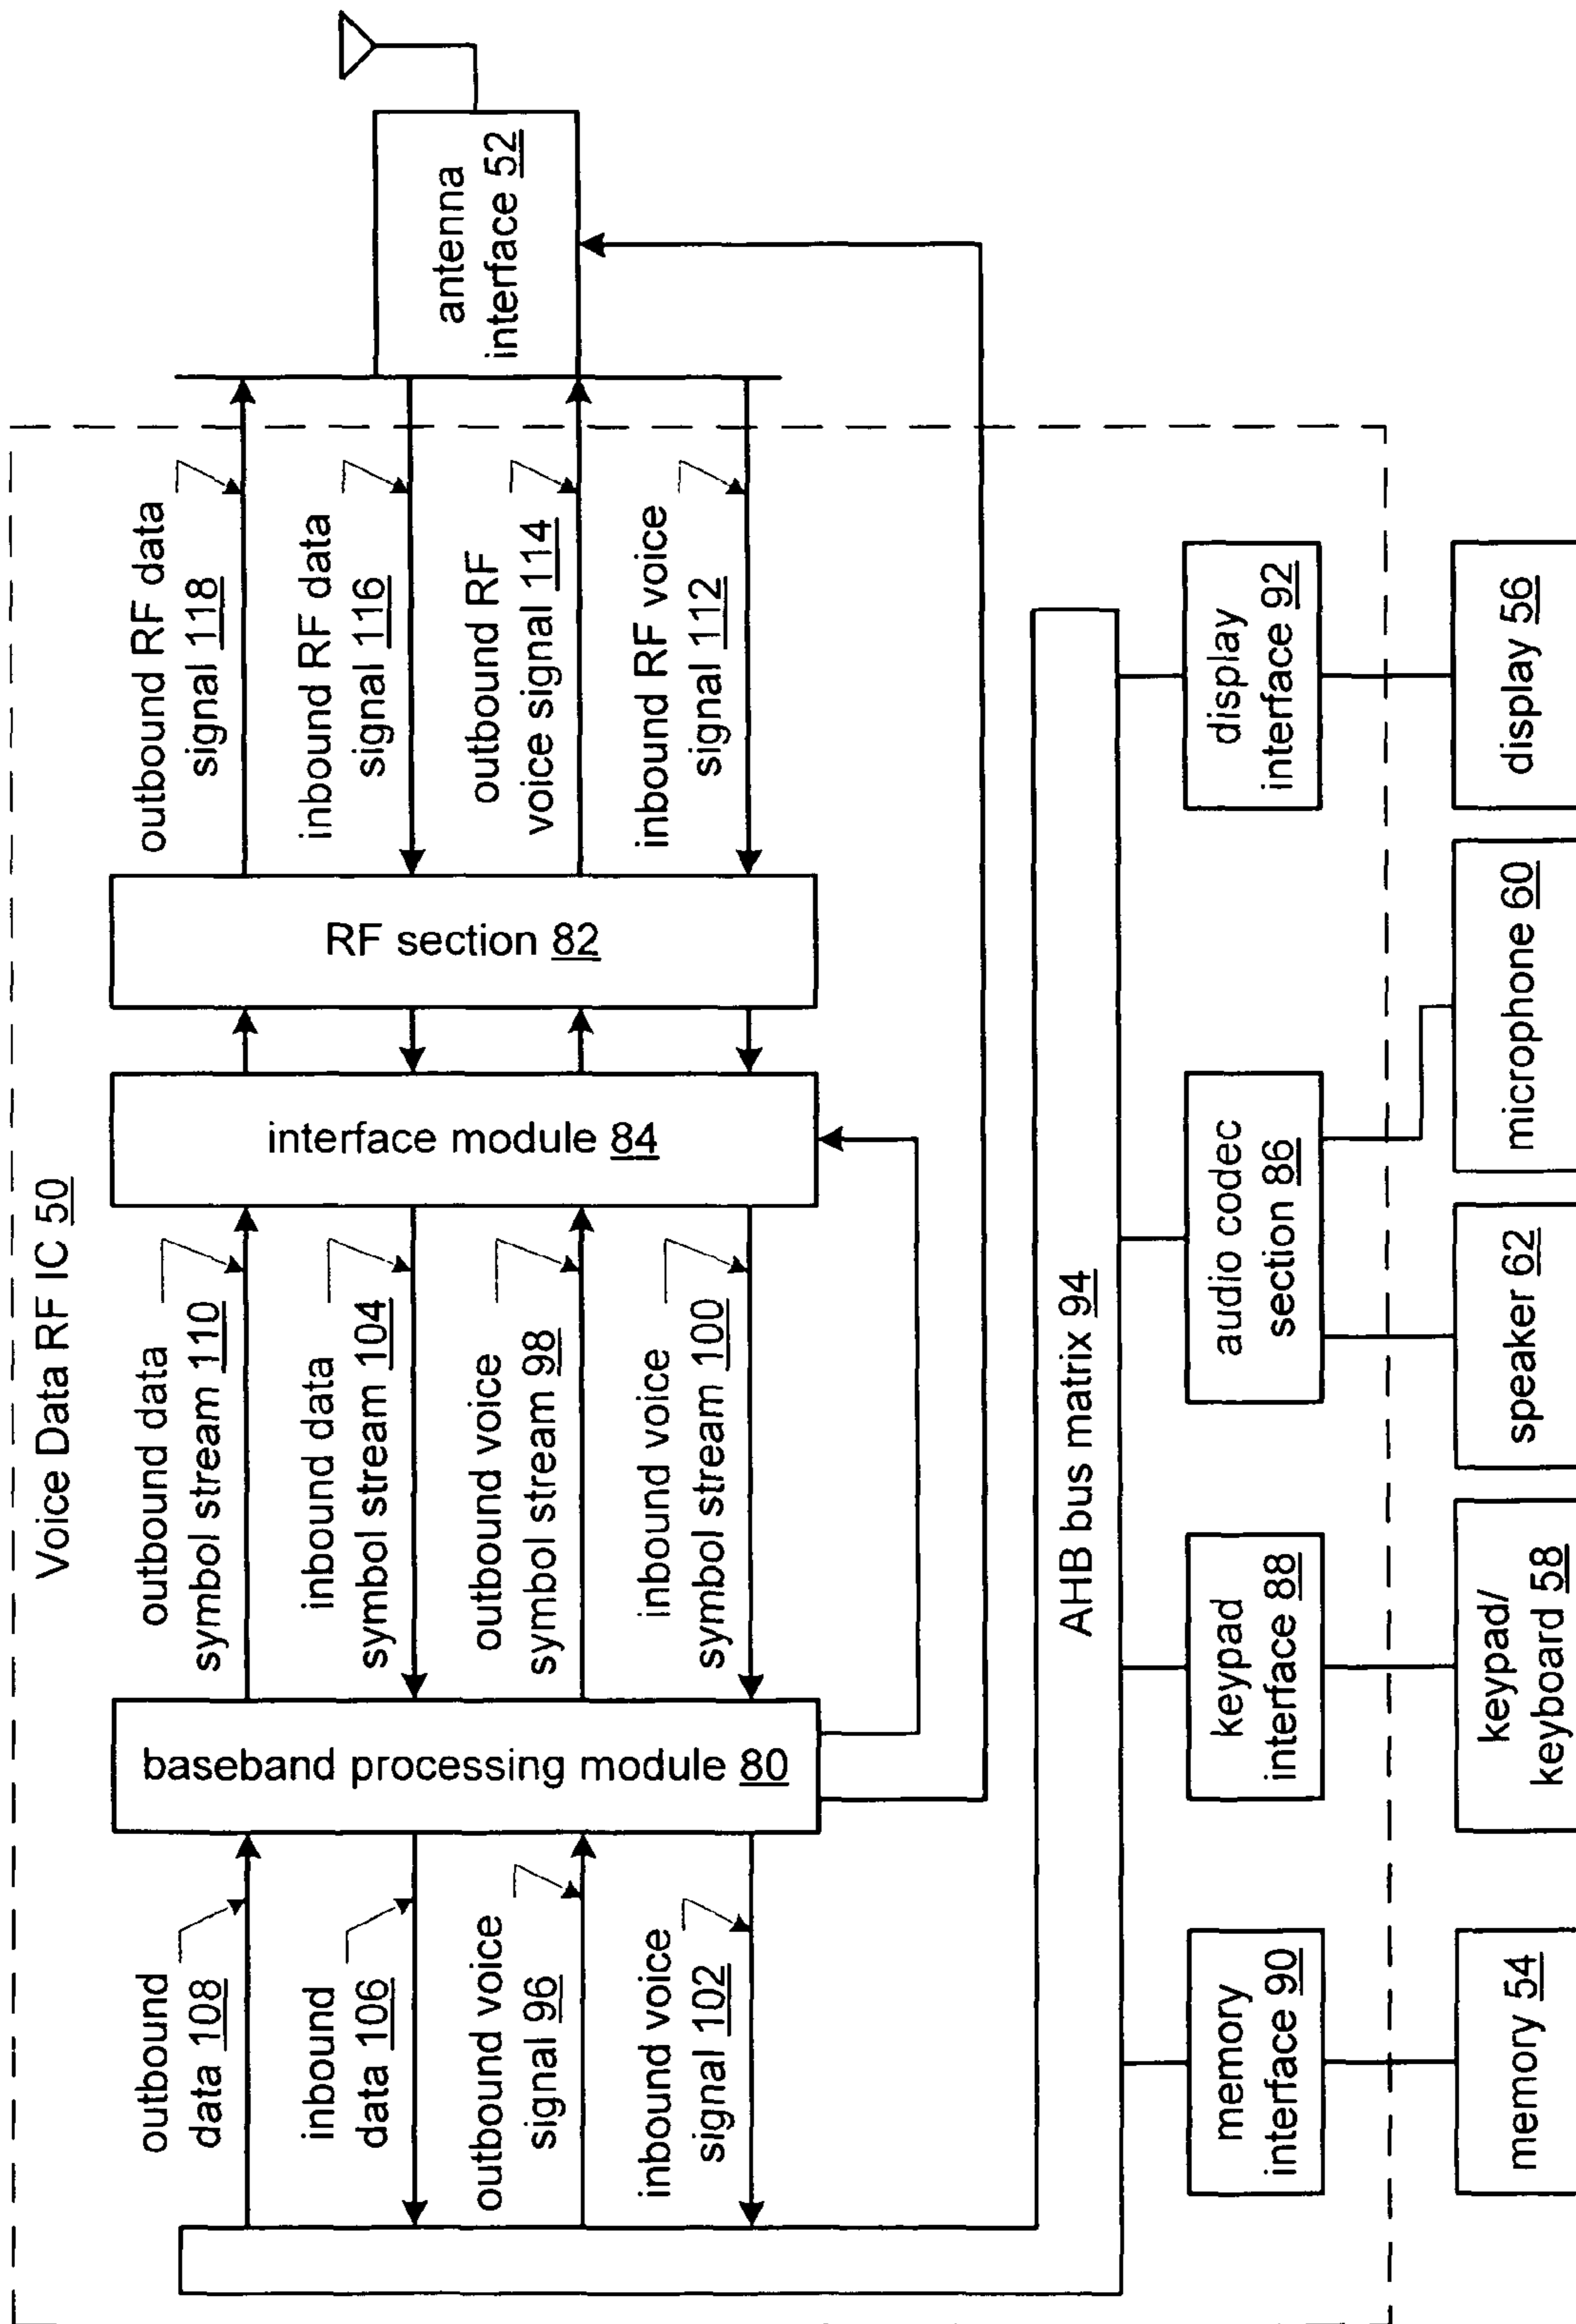 Voice Data RF IC 50
outbound
data 108
outbound data
symbol stream 110
outbound RF data
signal 118
inbound
data 106
inbound data
symbol stream 104
inbound RF data
signal 116
outbound voice
signal 96
outbound voice
symbol stream 98
outbound RF
voice signal 114
inbound voice
signal 102
inbound voice
symbol stream 100
inbound RF voice
signal 112
baseband processing module 80
interface module 84
RF section 82
antenna
interface 52
AHB bus matrix 94
memory
interface 90
keypad
interface 88
audio codec
section 86
display
interface 92
memory 54
keypad/
keyboard 58
speaker 62
microphone 60
display 56